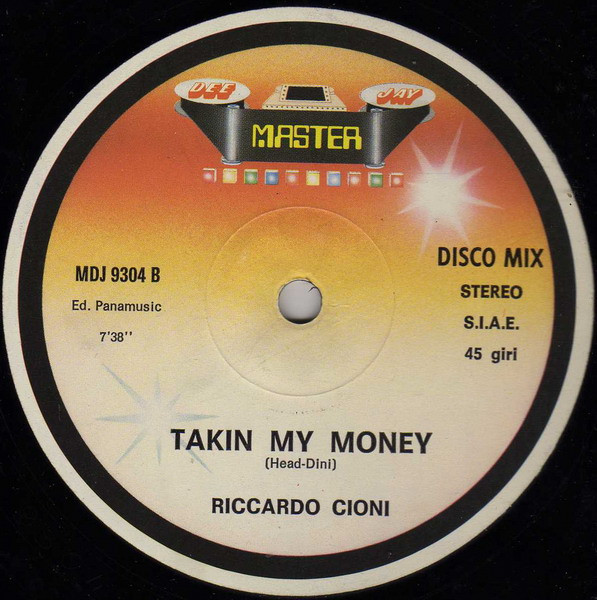 DEE JAY
MASTER
MDJ 9304 B
Ed. Panamusic
7'38''
DISCO MIX
STEREO
S.I.A.E.
45 giri
TAKIN MY MONEY
(Head-Dini)
RICCARDO CIONI